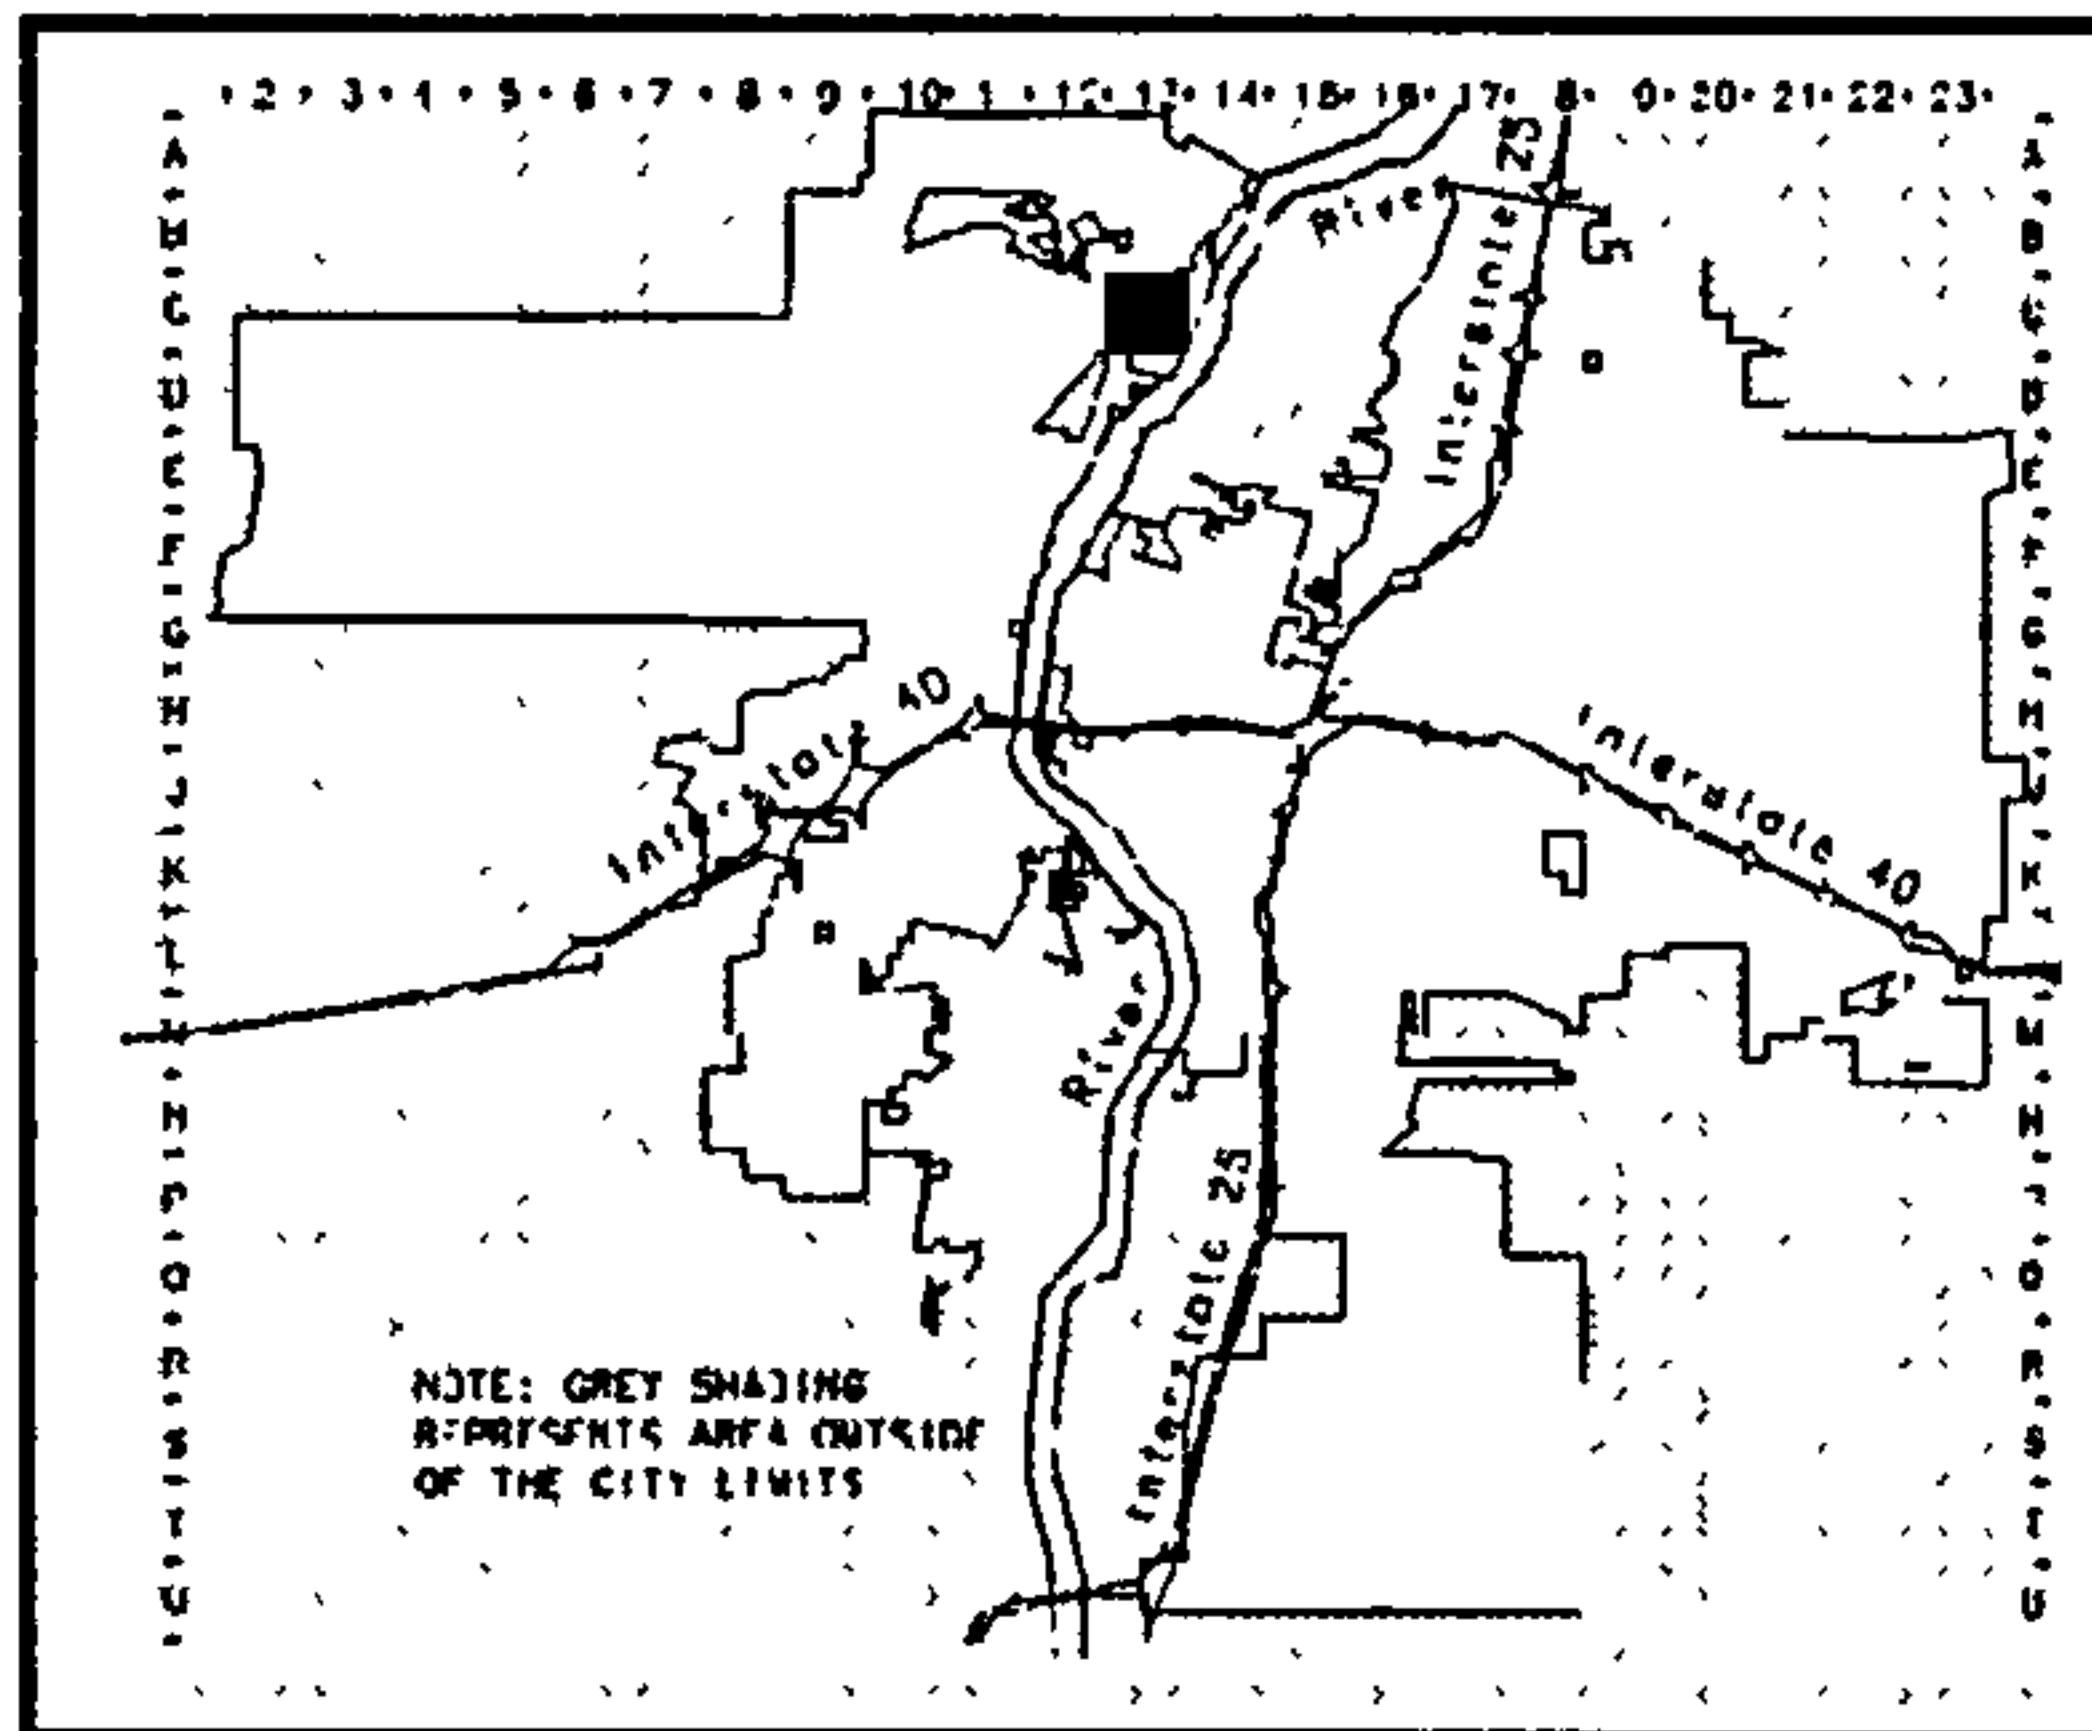 2 3 4 5 6 7 8 9 10 1 12 13 14 15 16 17 8 9 20 21 22 23
A
B
C
D
E
F
G
H
J
K
L
M
N
P
O
R
S
T
U
A
B
C
D
E
F
G
H
J
K
L
M
N
O
R
S
T
U
River
Interstate 25
Interstate 40
Interstate 40
River
Interstate 25
NOTE: GREY SHADING
REPRESENTS AREA OUTSIDE
OF THE CITY LIMITS